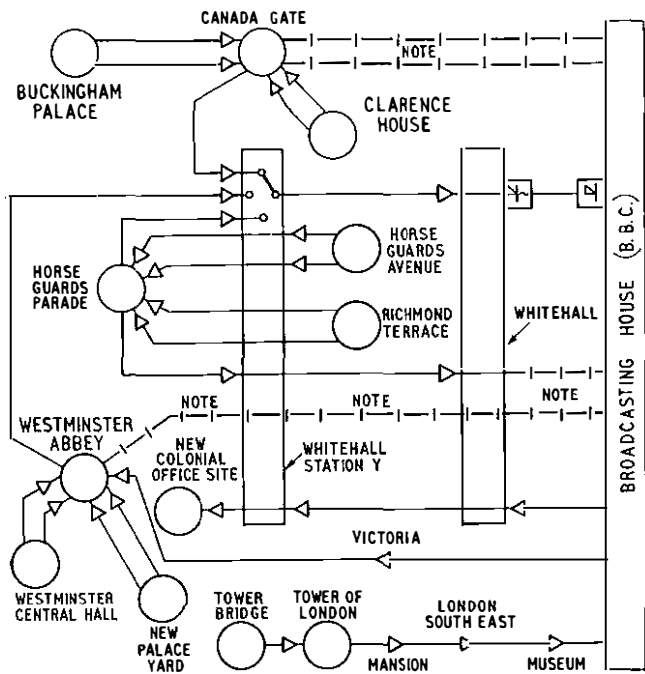 CANADA GATE
NOTE
BUCKINGHAM
PALACE
CLARENCE
HOUSE
HORSE
GUARDS
AVENUE
HORSE
GUARDS
PARADE
RICHMOND
TERRACE
WHITEHALL
BROADCASTING HOUSE (B.B.C.)
NOTE
NOTE
NOTE
WESTMINSTER
ABBEY
NEW
COLONIAL
OFFICE SITE
WHITEHALL
STATION Y
VICTORIA
WESTMINSTER
CENTRAL HALL
NEW
PALACE
YARD
TOWER
BRIDGE
TOWER OF
LONDON
LONDON
SOUTH EAST
MANSION
MUSEUM